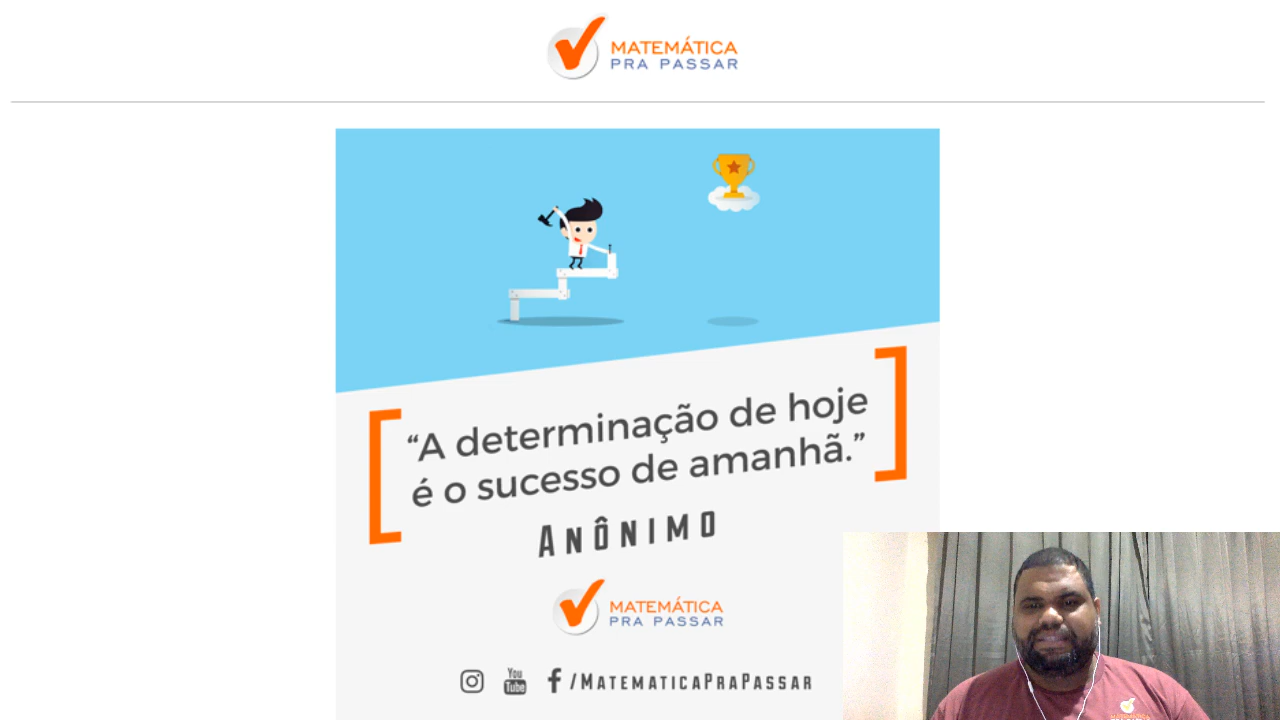 MATEMÁTICA
PRA PASSAR
“A determinação de hoje
é o sucesso de amanhã.”
ANÔNIMO
MATEMÁTICA
PRA PASSAR
You
Tube
/MATEMATICAPRAPASSAR